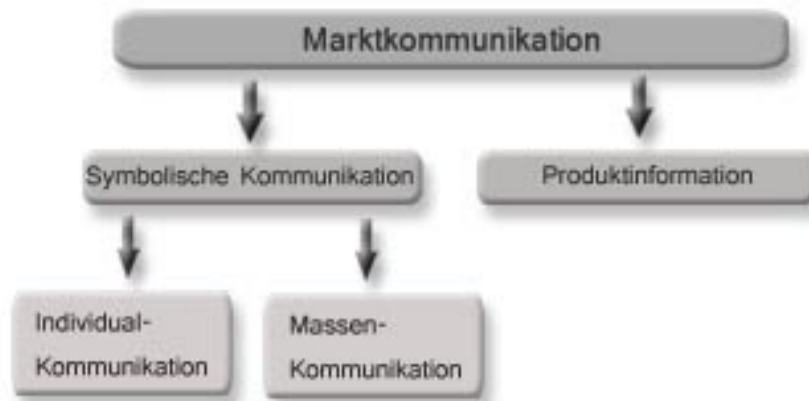 Marktkommunikation
Symbolische Kommunikation
Produktinformation
Individual-
Kommunikation
Massen-
Kommunikation